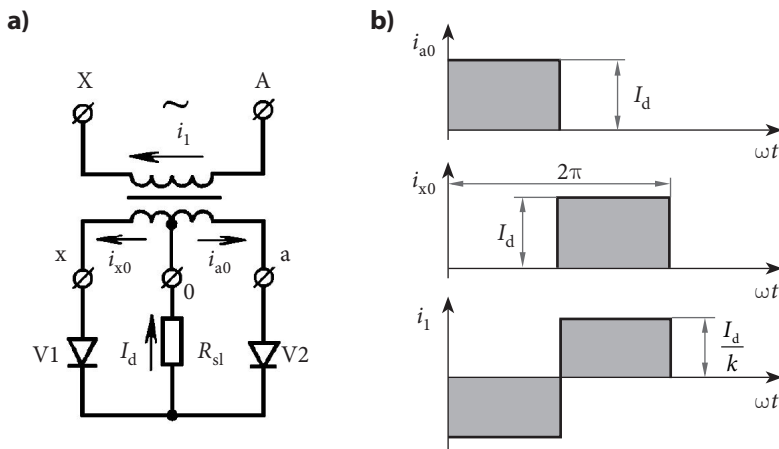 a)
X
A
~
i1
x
ix0
ia0
a
0
V1
Id
Rsl
V2
b)
ia0
Id
ωt
ix0
2π
Id
ωt
i1
Id
k
ωt